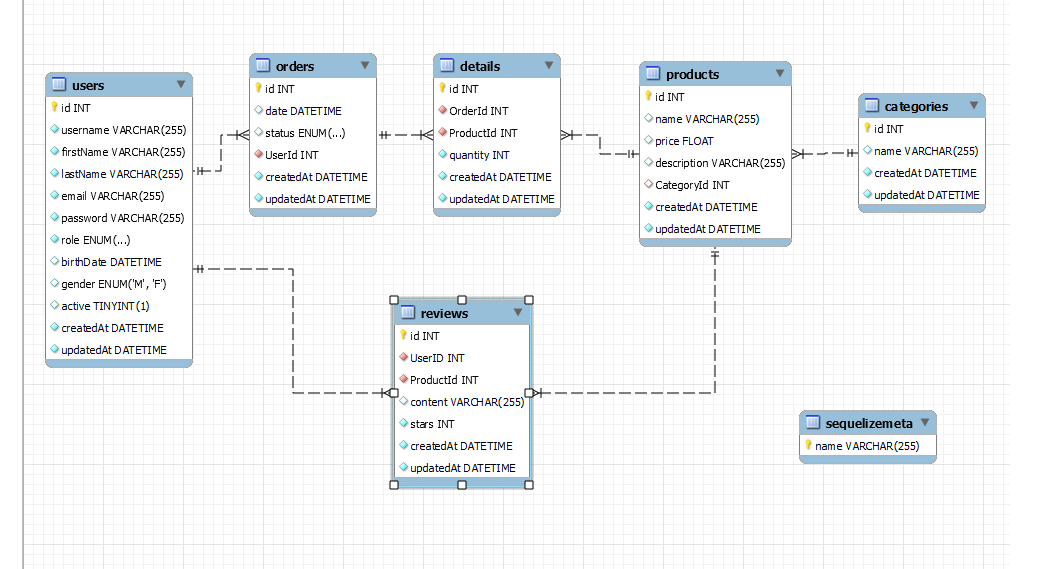 users
id INT
username VARCHAR(255)
firstName VARCHAR(255)
lastName VARCHAR(255)
email VARCHAR(255)
password VARCHAR(255)
role ENUM(...)
birthDate DATETIME
gender ENUM('M', 'F')
active TINYINT(1)
createdAt DATETIME
updatedAt DATETIME
orders
id INT
date DATETIME
status ENUM(...)
UserId INT
createdAt DATETIME
updatedAt DATETIME
details
id INT
OrderId INT
ProductId INT
quantity INT
createdAt DATETIME
updatedAt DATETIME
products
id INT
name VARCHAR(255)
price FLOAT
description VARCHAR(255)
CategoryId INT
createdAt DATETIME
updatedAt DATETIME
categories
id INT
name VARCHAR(255)
createdAt DATETIME
updatedAt DATETIME
reviews
id INT
UserID INT
ProductId INT
content VARCHAR(255)
stars INT
createdAt DATETIME
updatedAt DATETIME
sequelizemeta
name VARCHAR(255)